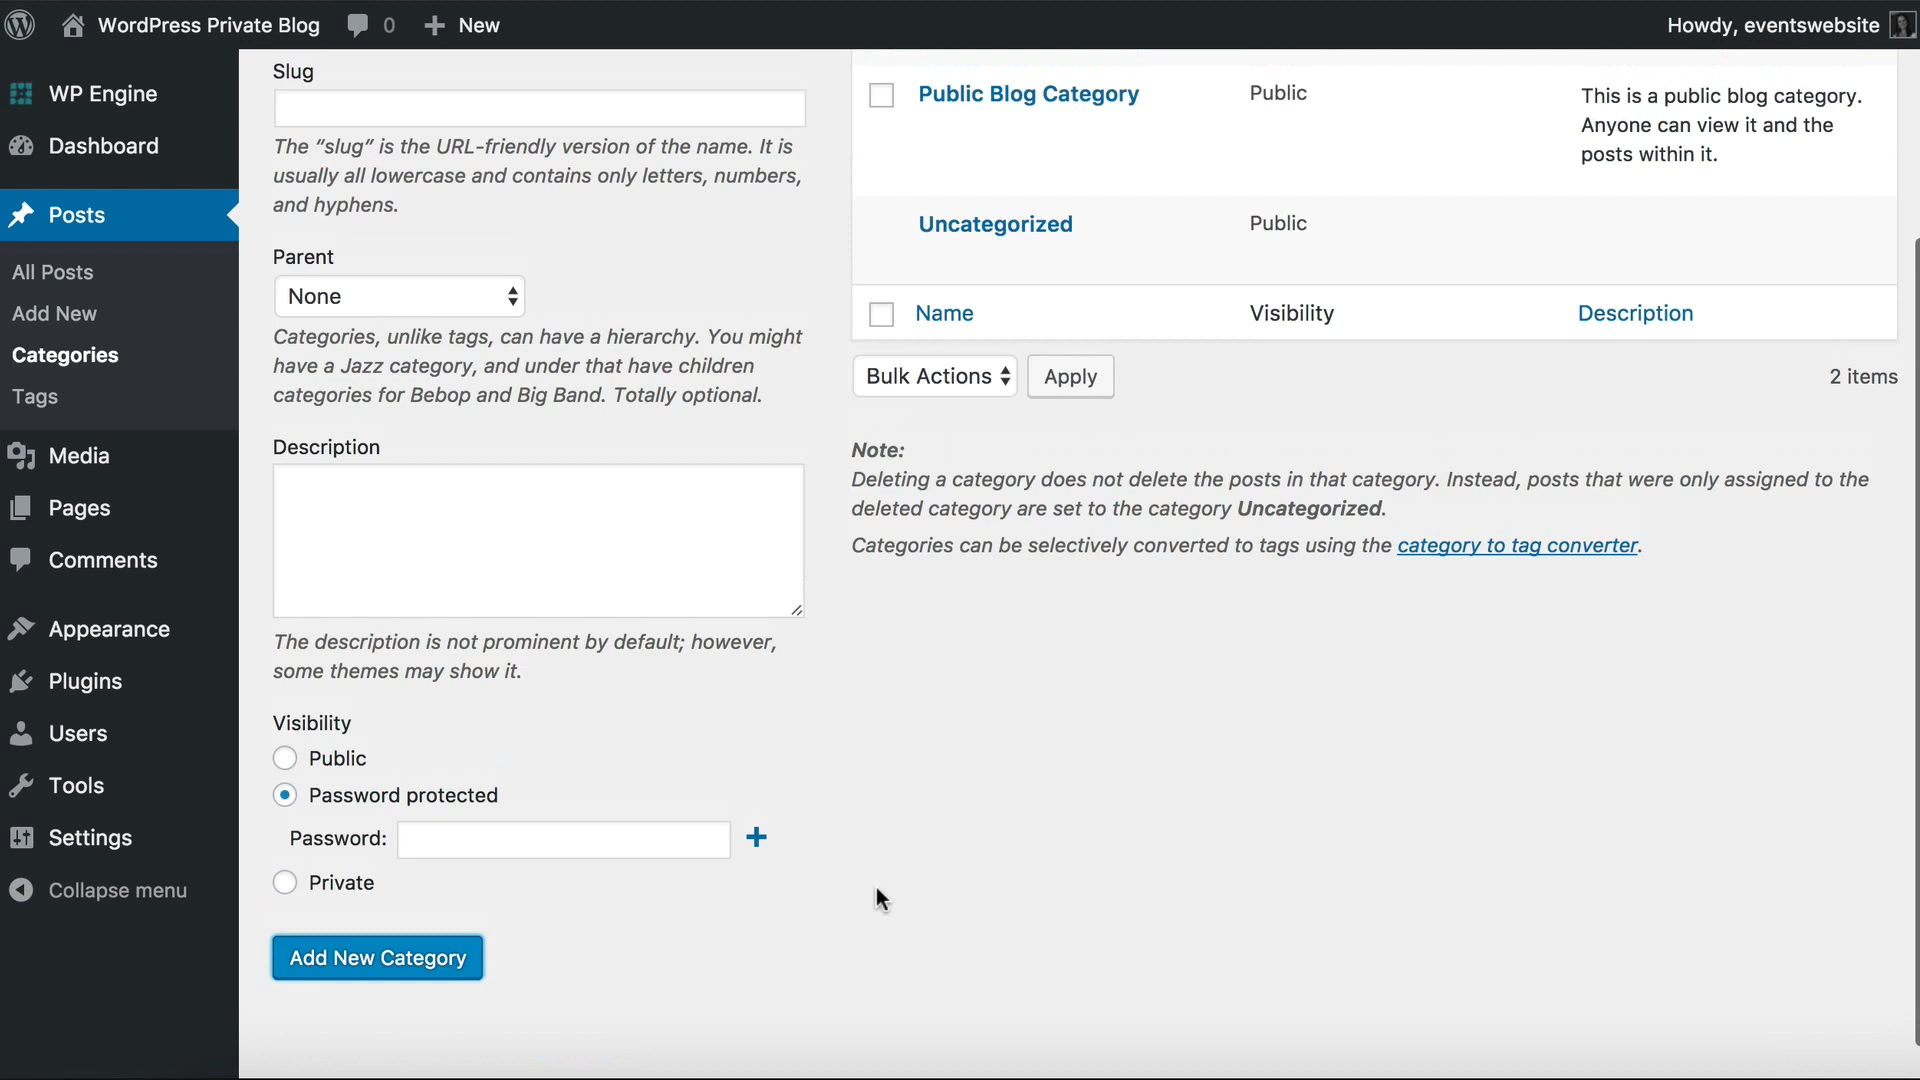 WordPress Private Blog
0
New
Howdy, eventswebsite
WP Engine
Dashboard
Posts
All Posts
Add New
Categories
Tags
Media
Pages
Comments
Appearance
Plugins
Users
Tools
Settings
Collapse menu
Slug
The “slug” is the URL-friendly version of the name. It is
usually all lowercase and contains only letters, numbers,
and hyphens.
Parent
None
Categories, unlike tags, can have a hierarchy. You might
have a Jazz category, and under that have children
categories for Bebop and Big Band. Totally optional.
Description
The description is not prominent by default; however,
some themes may show it.
Visibility
Public
Password protected
Password:
Private
Add New Category
Public Blog Category
Public
This is a public blog category.
Anyone can view it and the
posts within it.
Uncategorized
Public
Name
Visibility
Description
Bulk Actions
Apply
2 items
Note:
Deleting a category does not delete the posts in that category. Instead, posts that were only assigned to the
deleted category are set to the category Uncategorized.
Categories can be selectively converted to tags using the category to tag converter.